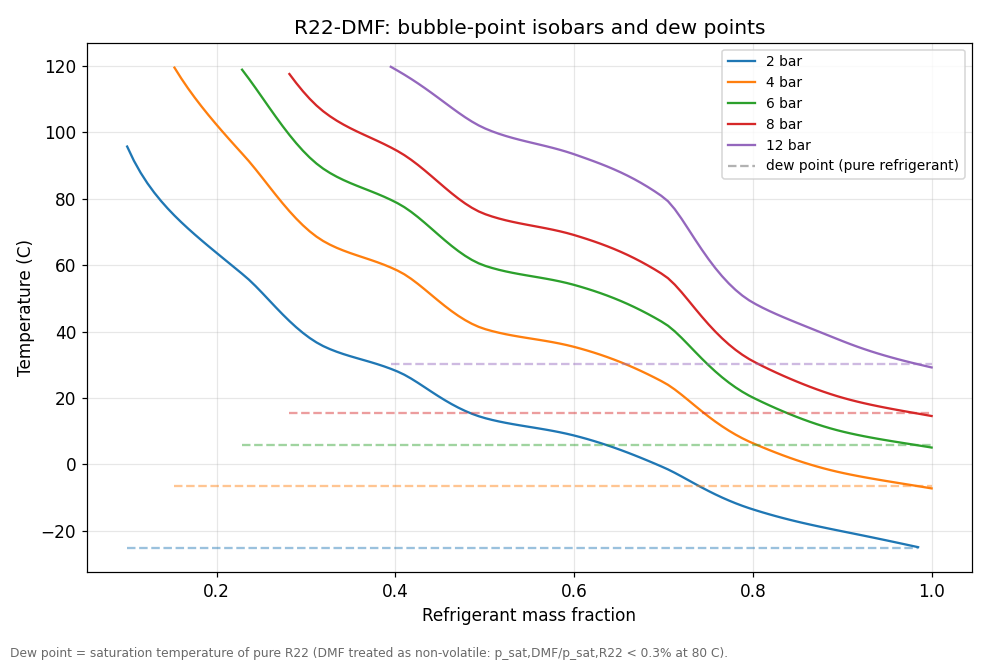 R22-DMF: bubble-point isobars and dew points
2 bar
4 bar
6 bar
8 bar
12 bar
dew point (pure refrigerant)
Temperature (C)
120
100
80
60
40
20
0
−20
0.2
0.4
0.6
0.8
1.0
Refrigerant mass fraction
Dew point = saturation temperature of pure R22 (DMF treated as non-volatile: p_sat,DMF/p_sat,R22 < 0.3% at 80 C).